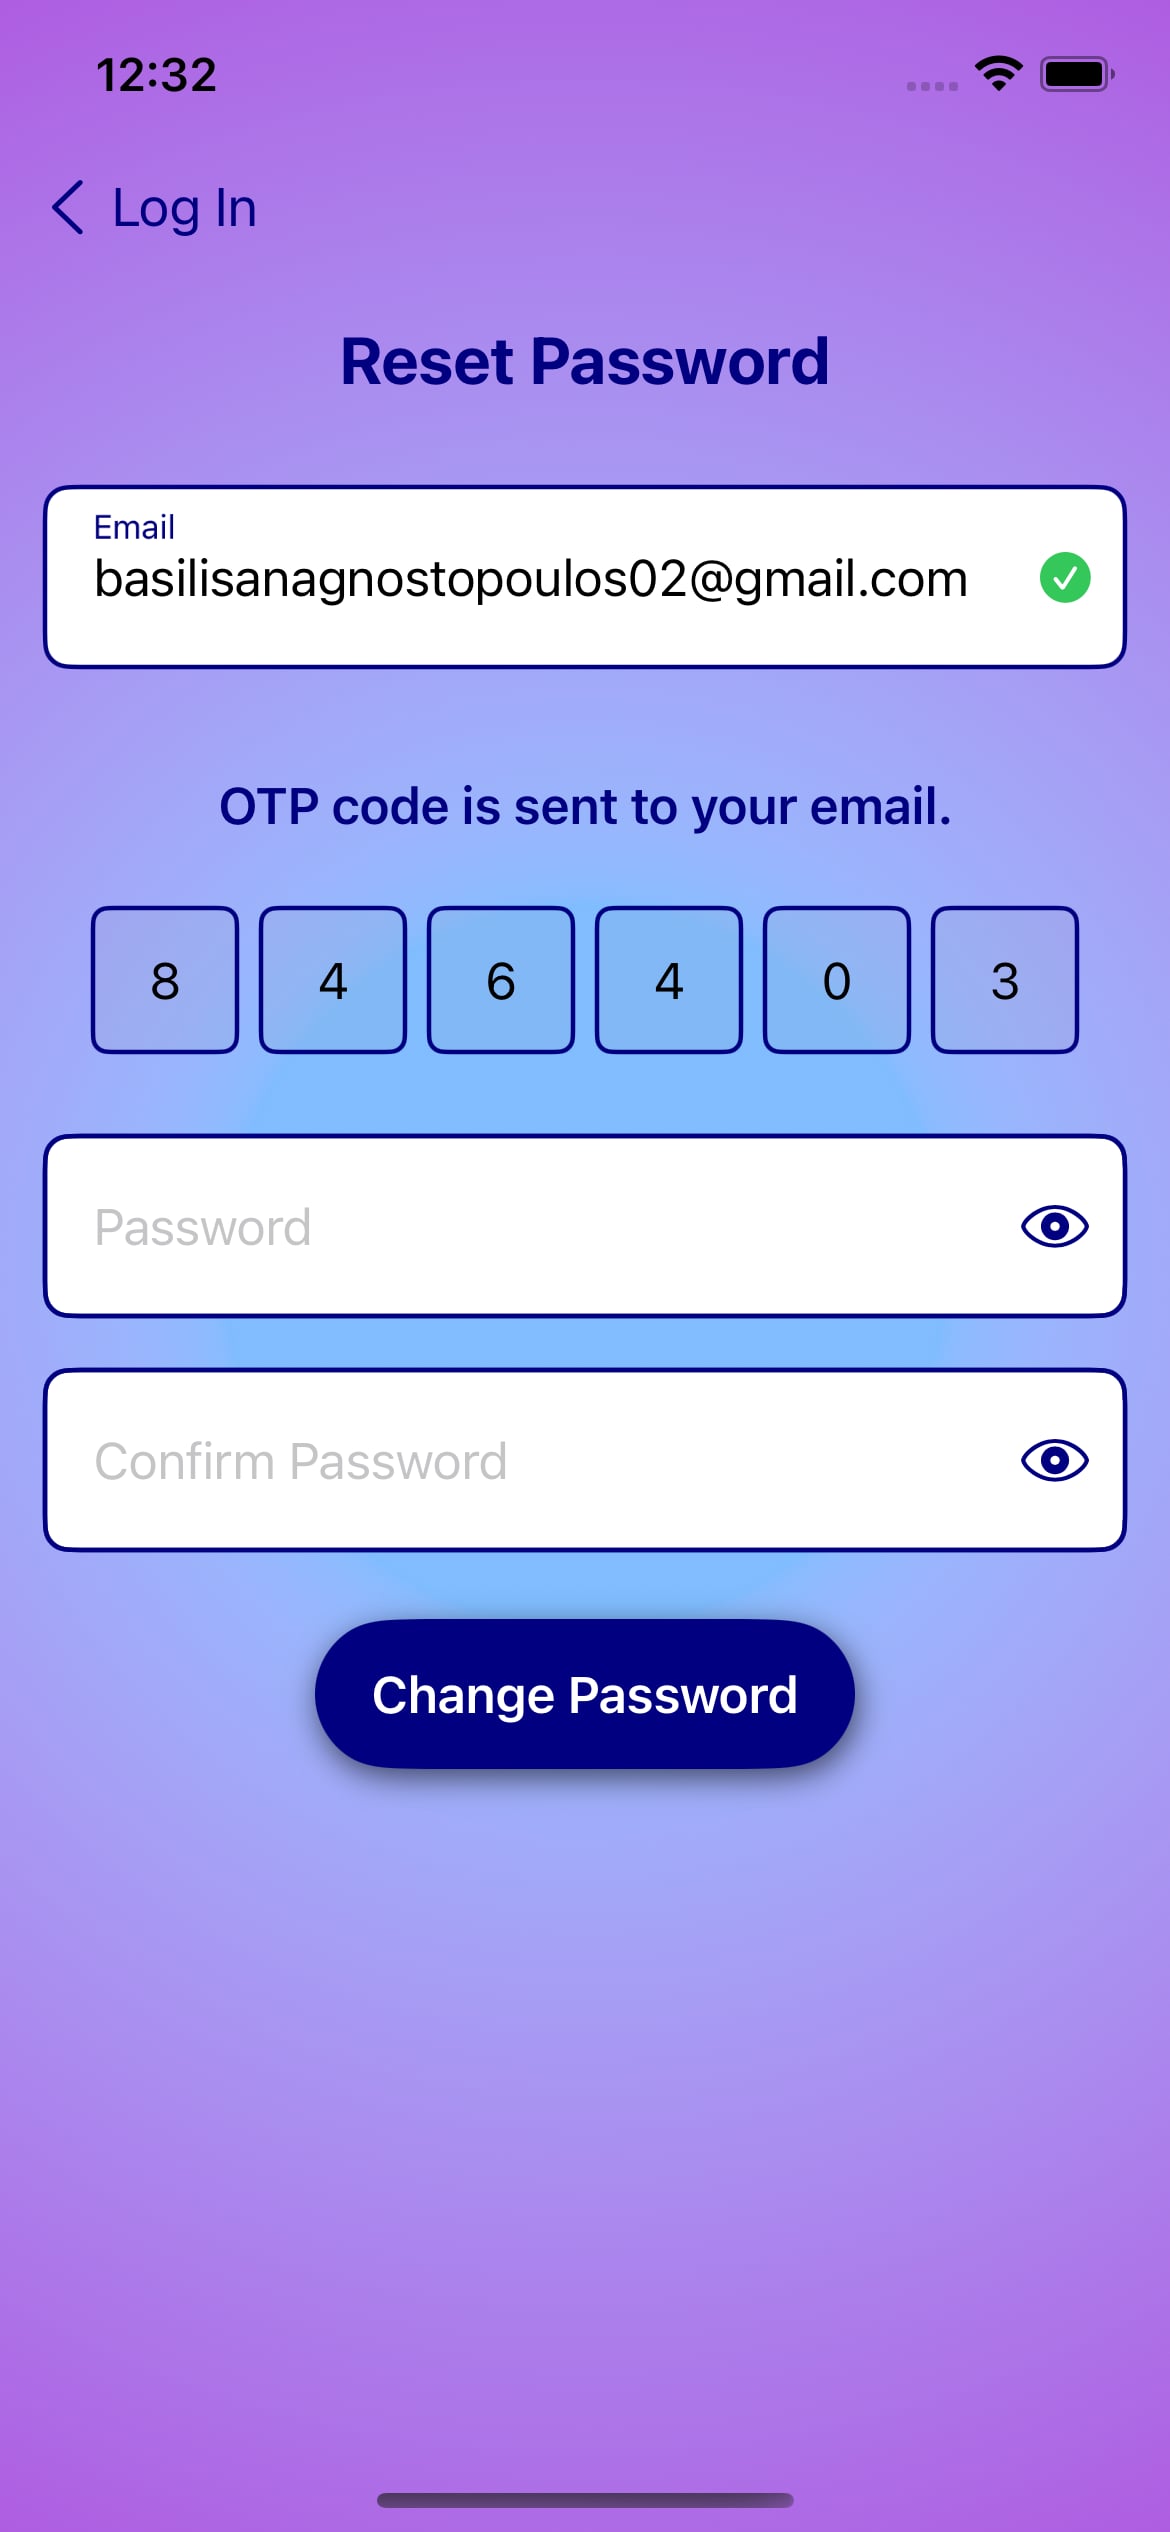 12:32
Log In
Reset Password
Email
basilisanagnostopoulos02@gmail.com
OTP code is sent to your email.
8 4 6 4 0 3
Password
Confirm Password
Change Password